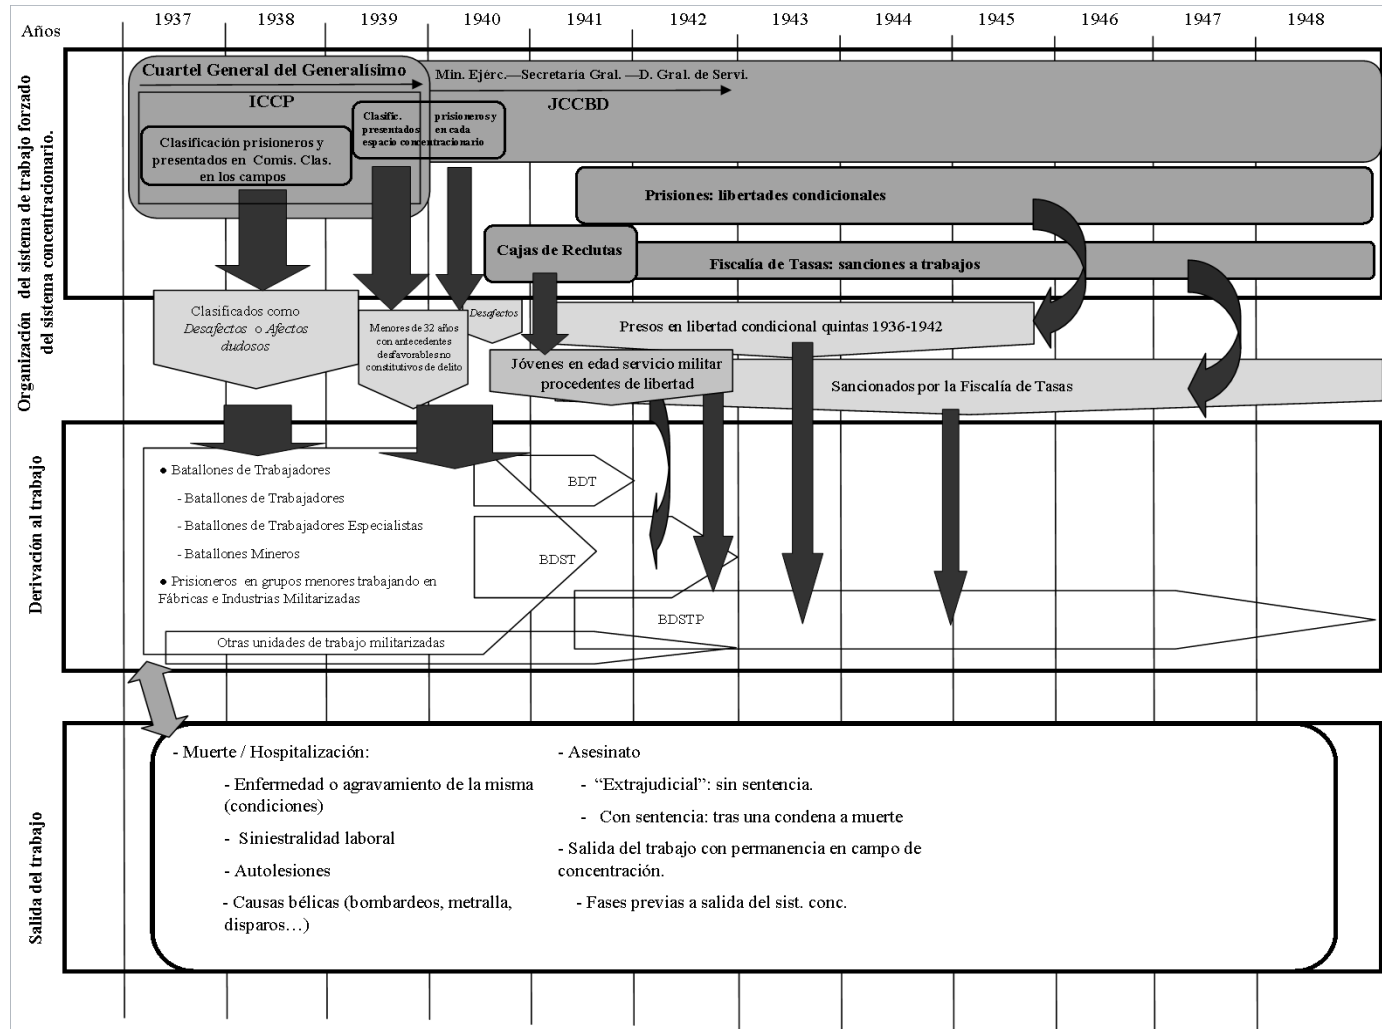 Años
1937 1938 1939 1940 1941 1942 1943 1944 1945 1946 1947 1948
Organización del sistema de trabajo forzado
del sistema concentracionario.
Cuartel General del Generalísimo
ICCP
Min. Ejérc.—Secretaría Gral. —D. Gral. de Servi.
JCCBD
Clasificación prisioneros y
presentados en Comis. Clas.
en los campos
Clasific. prisioneros y
presentados en cada
espacio concentracionario
Prisiones: libertades condicionales
Cajas de Reclutas
Fiscalía de Tasas: sanciones a trabajos
Clasificados como
Desafectos o Afectos
dudosos
Menores de 32 años
con antecedentes
desfavorables no
constitutivos de delito
Desafectos
Presos en libertad condicional quintas 1936-1942
Jóvenes en edad servicio militar
procedentes de libertad
Sancionados por la Fiscalía de Tasas
Derivación al trabajo
● Batallones de Trabajadores
- Batallones de Trabajadores
- Batallones de Trabajadores Especialistas
- Batallones Mineros
● Prisioneros en grupos menores trabajando en
Fábricas e Industrias Militarizadas
BDT
BDST
BDSTP
Otras unidades de trabajo militarizadas
Salida del trabajo
- Muerte / Hospitalización:
- Enfermedad o agravamiento de la misma
(condiciones)
- Siniestralidad laboral
- Autolesiones
- Causas bélicas (bombardeos, metralla,
disparos…)
- Asesinato
- “Extrajudicial”: sin sentencia.
- Con sentencia: tras una condena a muerte
- Salida del trabajo con permanencia en campo de
concentración.
- Fases previas a salida del sist. conc.